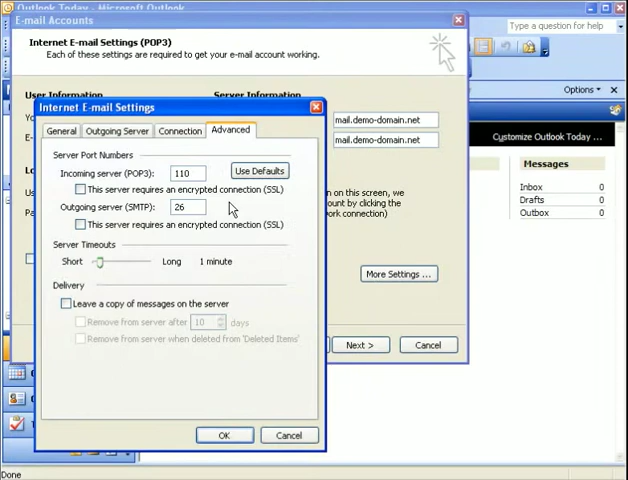 Outlook Today - Microsoft Outlook
E-mail Accounts
Type a question for help
Internet E-mail Settings (POP3)
Each of these settings are required to get your e-mail account working.
User Information
Server Information
Options
Internet E-mail Settings
mail.demo-domain.net
General
Outgoing Server
Connection
Advanced
mail.demo-domain.net
Customize Outlook Today ...
Server Port Numbers
Messages
Incoming server (POP3):
110
Use Defaults
Inbox
0
This server requires an encrypted connection (SSL)
on on this screen, we
Drafts
0
Outgoing server (SMTP):
26
ount by clicking the
Outbox
0
ork connection)
This server requires an encrypted connection (SSL)
Server Timeouts
Short
Long
1 minute
More Settings ...
Delivery
Leave a copy of messages on the server
Remove from server after
10
days
Remove from server when deleted from 'Deleted Items'
Next >
Cancel
OK
Cancel
Done